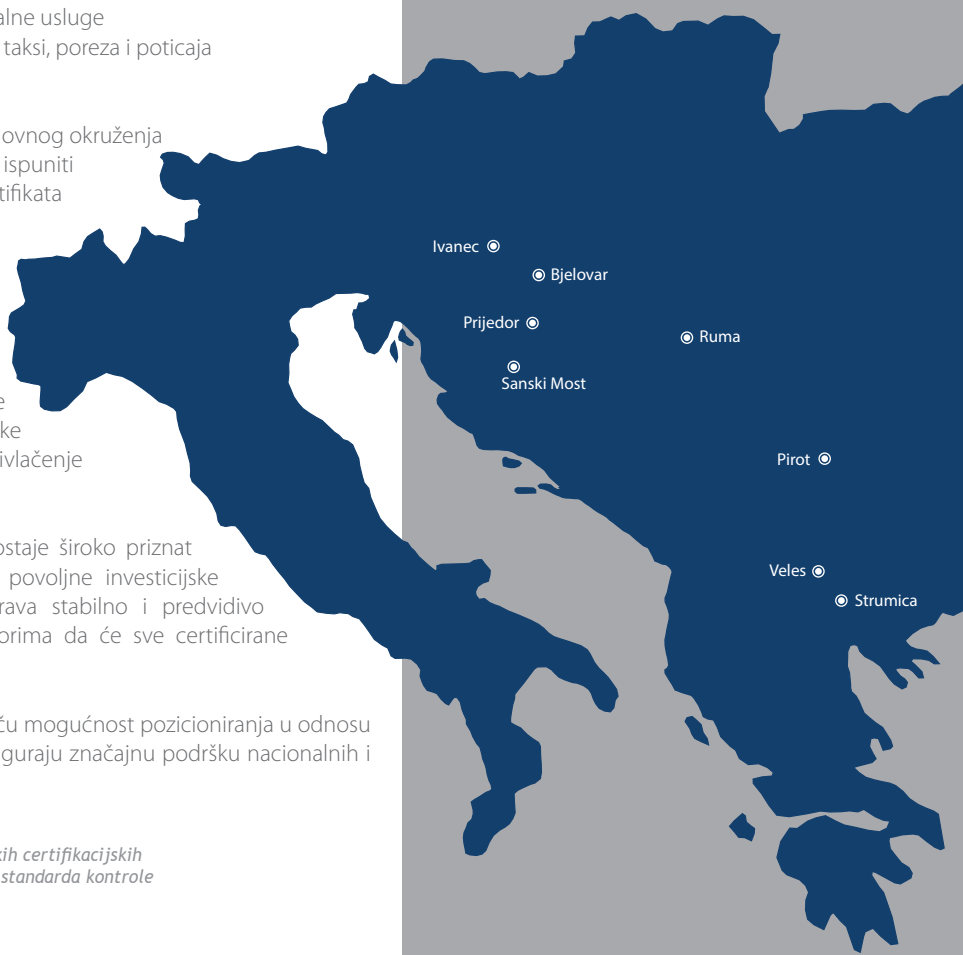 alne usluge
taksi, poreza i poticaja
ovnog okruženja
ispuniti
tifikata
e
ke
ivlačenje
ostaje široko priznat
povoljne investicijske
rava stabilno i predvidivo
orima da će sve certificirane
ću mogućnost pozicioniranja u odnosu
guraju značajnu podršku nacionalnih i
kih certifikacijskih
standarda kontrole
Ivanec
Bjelovar
Prijedor
Ruma
Sanski Most
Pirot
Veles
Strumica